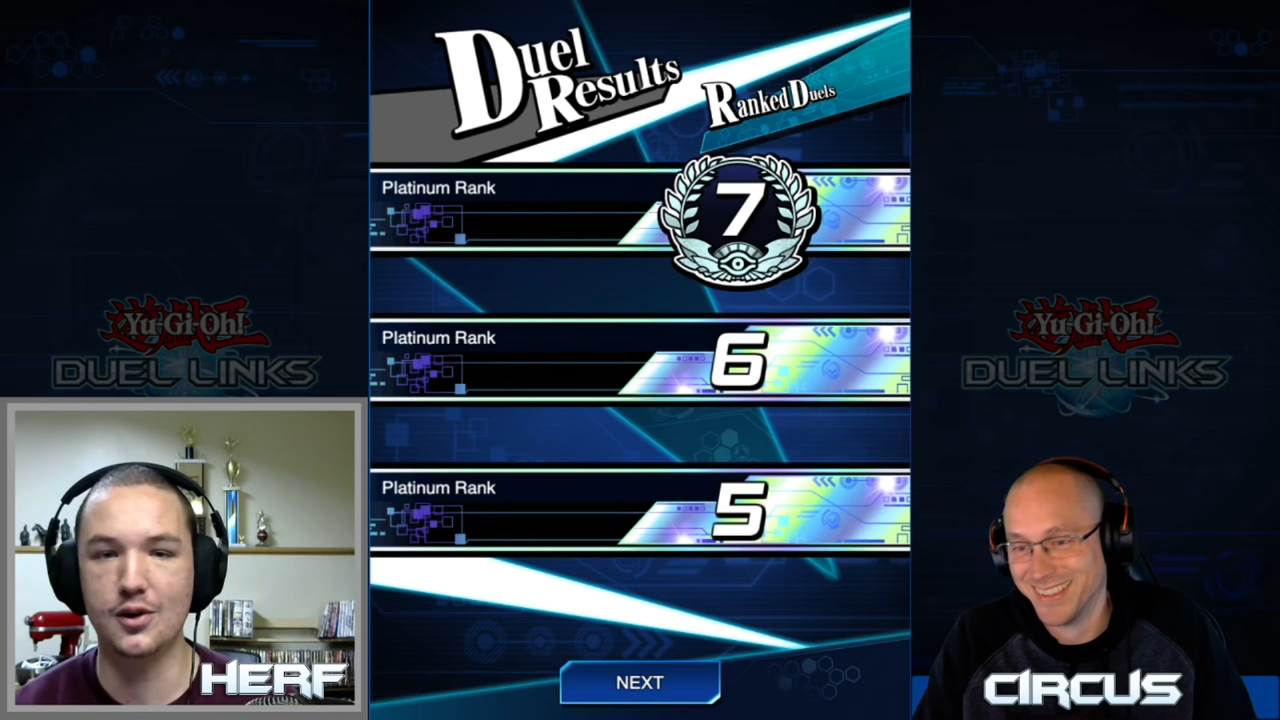 Duel
Results
Ranked Duels
Platinum Rank
7
Platinum Rank
6
Platinum Rank
5
NEXT
Yu-Gi-Oh!
DUEL LINKS
Yu-Gi-Oh!
DUEL LINKS
HERF
CIRCUS